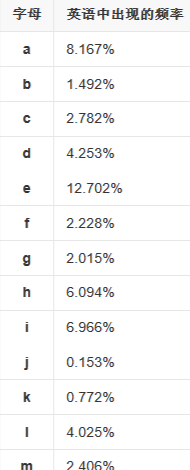 字母 英语中出现的频率
a 8.167%
b 1.492%
c 2.782%
d 4.253%
e 12.702%
f 2.228%
g 2.015%
h 6.094%
i 6.966%
j 0.153%
k 0.772%
l 4.025%
m 2.406%